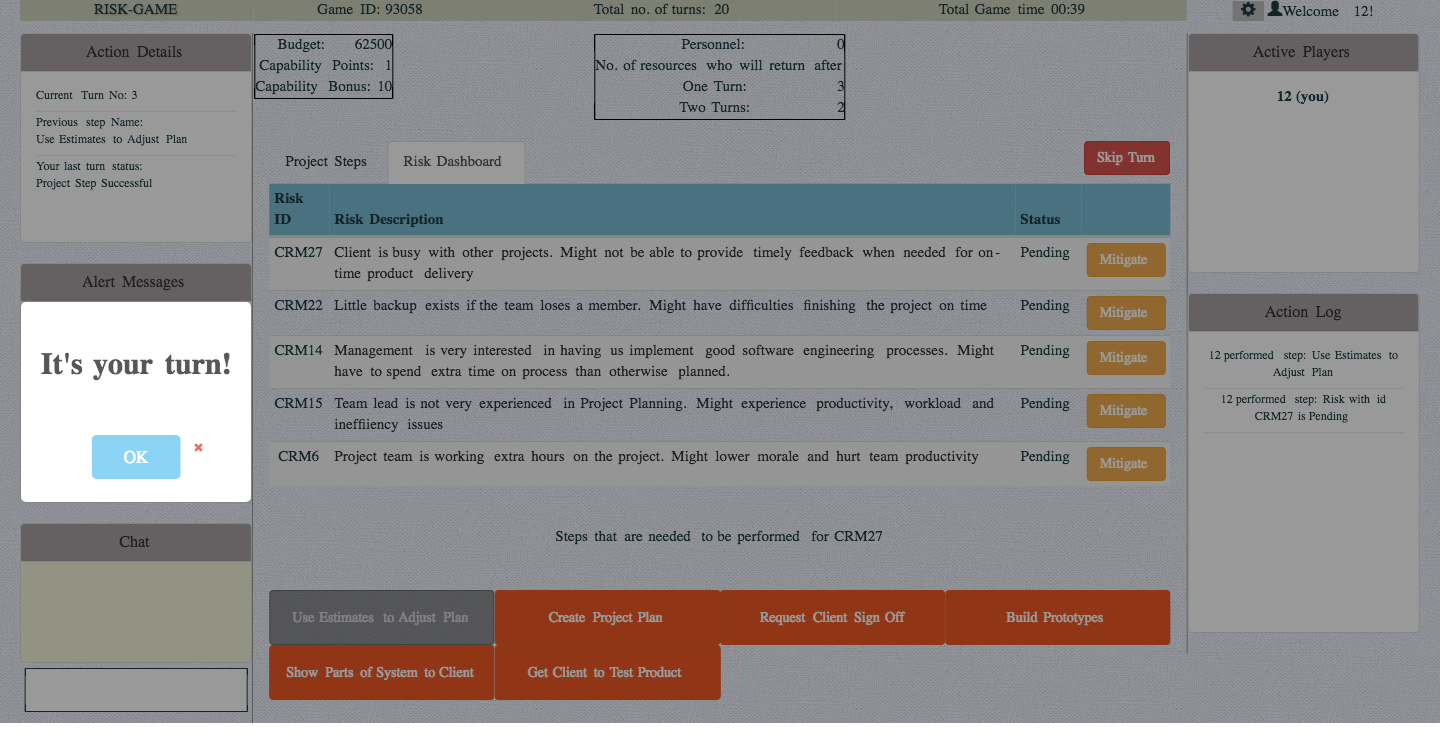 RISK-GAME
Game ID: 93058
Total no. of turns: 20
Total Game time 00:39
Welcome 12!
Action Details
Current Turn No: 3
Previous step Name:
Use Estimates to Adjust Plan
Your last turn status:
Project Step Successful
Alert Messages
It's your turn!
OK
Chat
Budget: 62500
Capability Points: 1
Capability Bonus: 10
Personnel: 0
No. of resources who will return after
One Turn: 3
Two Turns: 2
Project Steps
Risk Dashboard
Skip Turn
Risk
ID Risk Description Status
CRM27 Client is busy with other projects. Might not be able to provide timely feedback when needed for on- Pending Mitigate
time product delivery
CRM22 Little backup exists if the team loses a member. Might have difficulties finishing the project on time Pending Mitigate
CRM14 Management is very interested in having us implement good software engineering processes. Might Pending Mitigate
have to spend extra time on process than otherwise planned.
CRM15 Team lead is not very experienced in Project Planning. Might experience productivity, workload and Pending Mitigate
ineffiiency issues
CRM6 Project team is working extra hours on the project. Might lower morale and hurt team productivity Pending Mitigate
Steps that are needed to be performed for CRM27
Use Estimates to Adjust Plan
Create Project Plan
Request Client Sign Off
Build Prototypes
Show Parts of System to Client
Get Client to Test Product
Active Players
12 (you)
Action Log
12 performed step: Use Estimates to
Adjust Plan
12 performed step: Risk with id
CRM27 is Pending